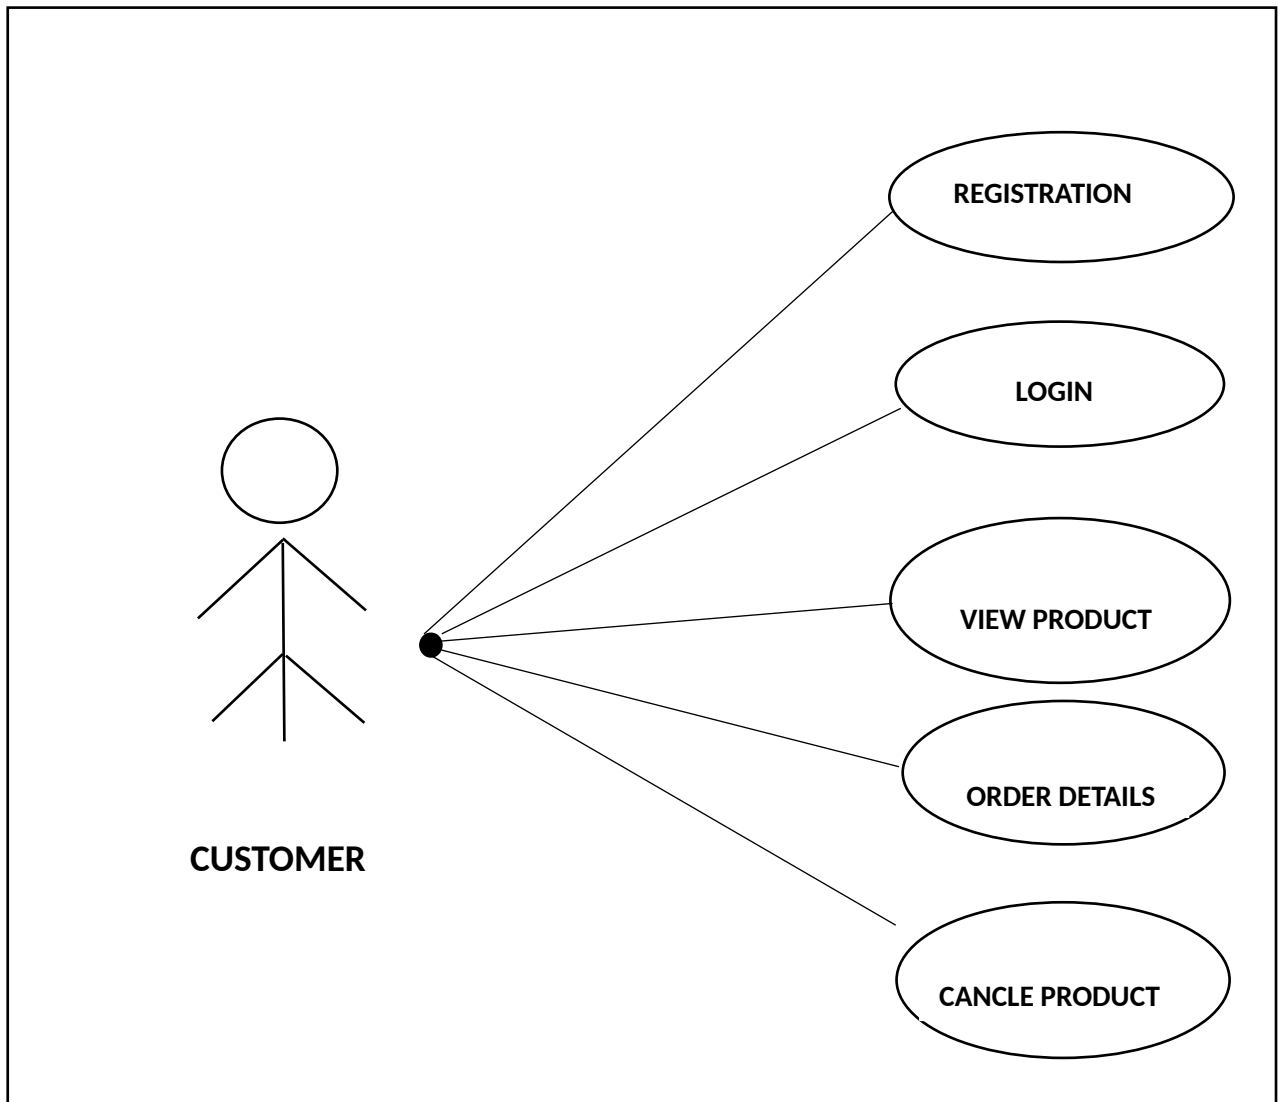 REGISTRATION
LOGIN
VIEW PRODUCT
ORDER DETAILS
CUSTOMER
CANCLE PRODUCT